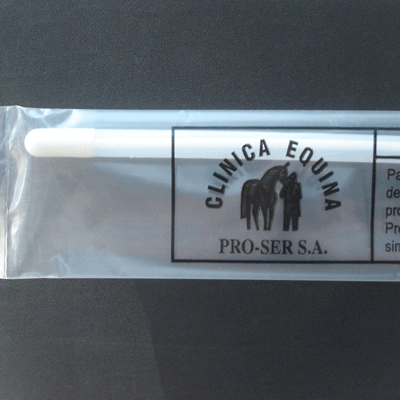 CLINICA EQUINA
PRO-SER S.A.